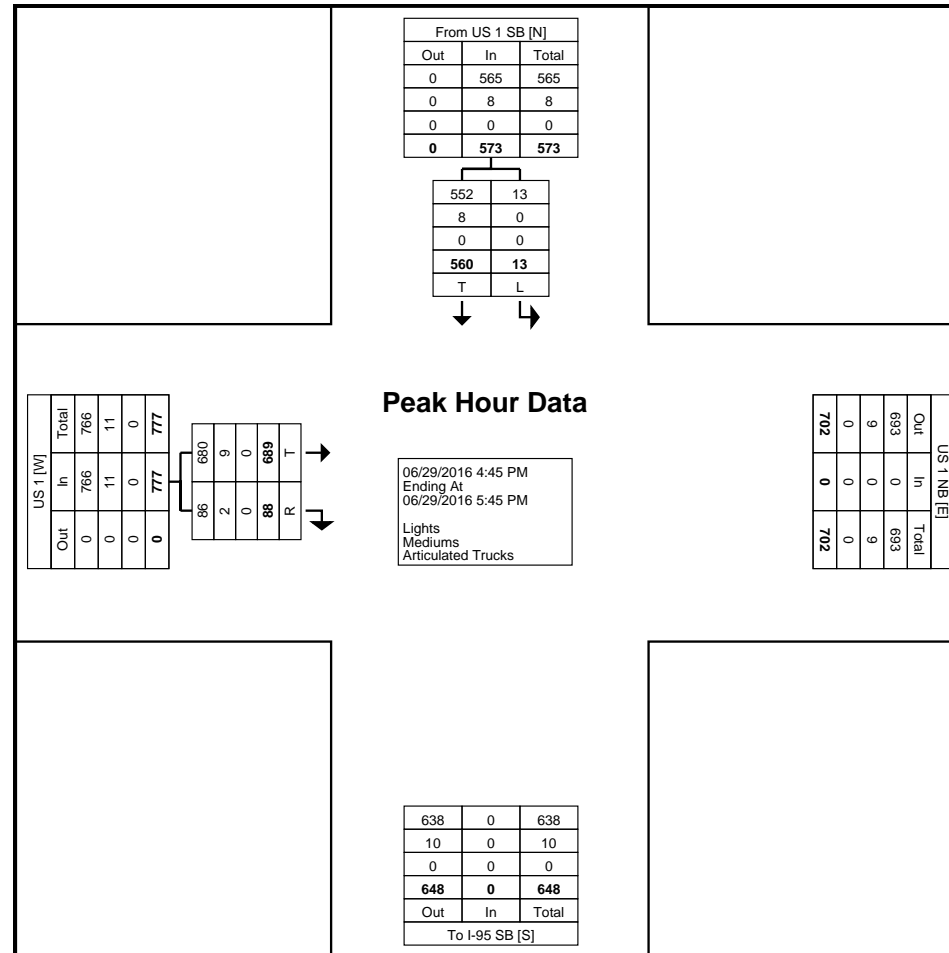 From US 1 SB [N]
Out In Total
0 565 565
0 8 8
0 0 0
0 573 573
552 13
8 0
0 0
560 13
T L
Peak Hour Data
US 1 [W]
Total 766 11 0 777
In 766 11 0 777
Out 0 0 0 0
680 9 0 689 T
86 2 0 88 R
06/29/2016 4:45 PM
Ending At
06/29/2016 5:45 PM
Lights
Mediums
Articulated Trucks
US 1 NB [E]
Out In Total
693 0 693
9 0 9
0 0 0
702 0 702
638 0 638
10 0 10
0 0 0
648 0 648
Out In Total
To I-95 SB [S]